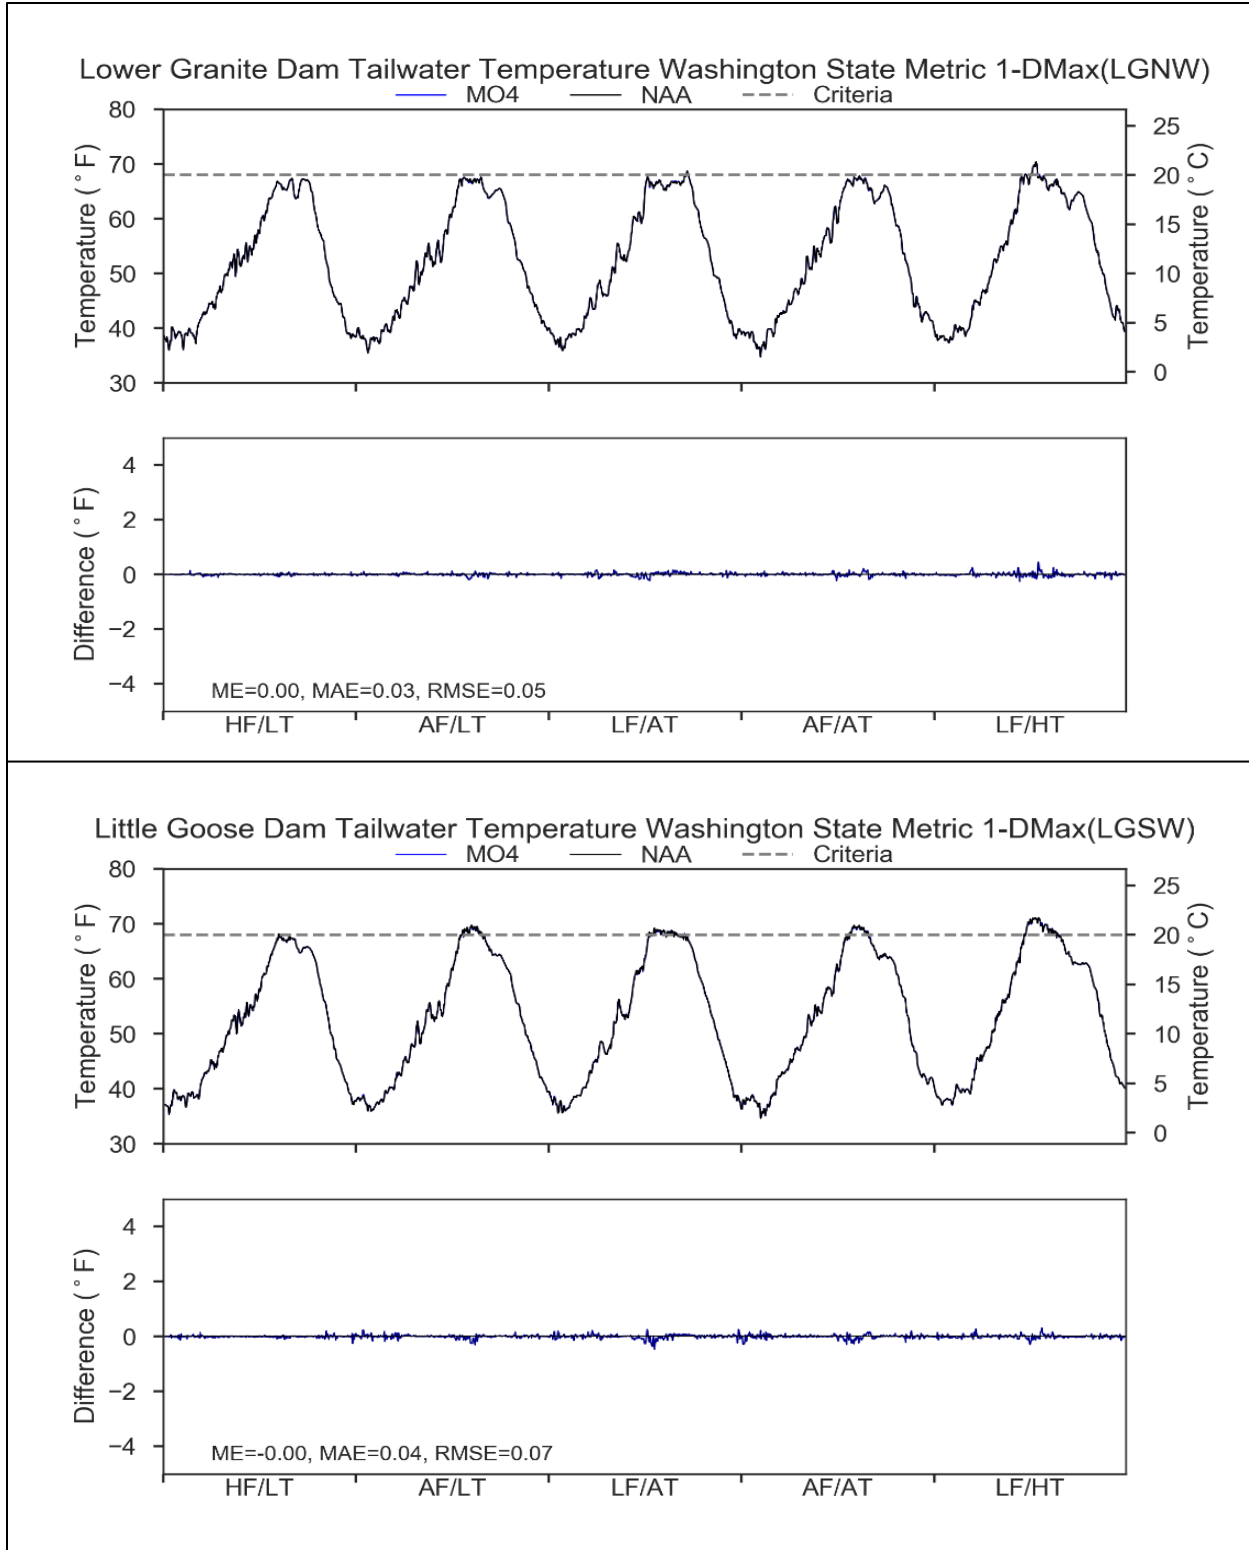 Lower Granite Dam Tailwater Temperature Washington State Metric 1-DMax(LGNW)
MO4 NAA Criteria
Temperature (°F)
80
70
60
50
40
30
25
20
15
10
5
0
Temperature (°C)
Difference (°F)
4
2
0
−2
−4
ME=0.00, MAE=0.03, RMSE=0.05
HF/LT AF/LT LF/AT AF/AT LF/HT
Little Goose Dam Tailwater Temperature Washington State Metric 1-DMax(LGSW)
MO4 NAA Criteria
Temperature (°F)
80
70
60
50
40
30
25
20
15
10
5
0
Temperature (°C)
Difference (°F)
4
2
0
−2
−4
ME=-0.00, MAE=0.04, RMSE=0.07
HF/LT AF/LT LF/AT AF/AT LF/HT